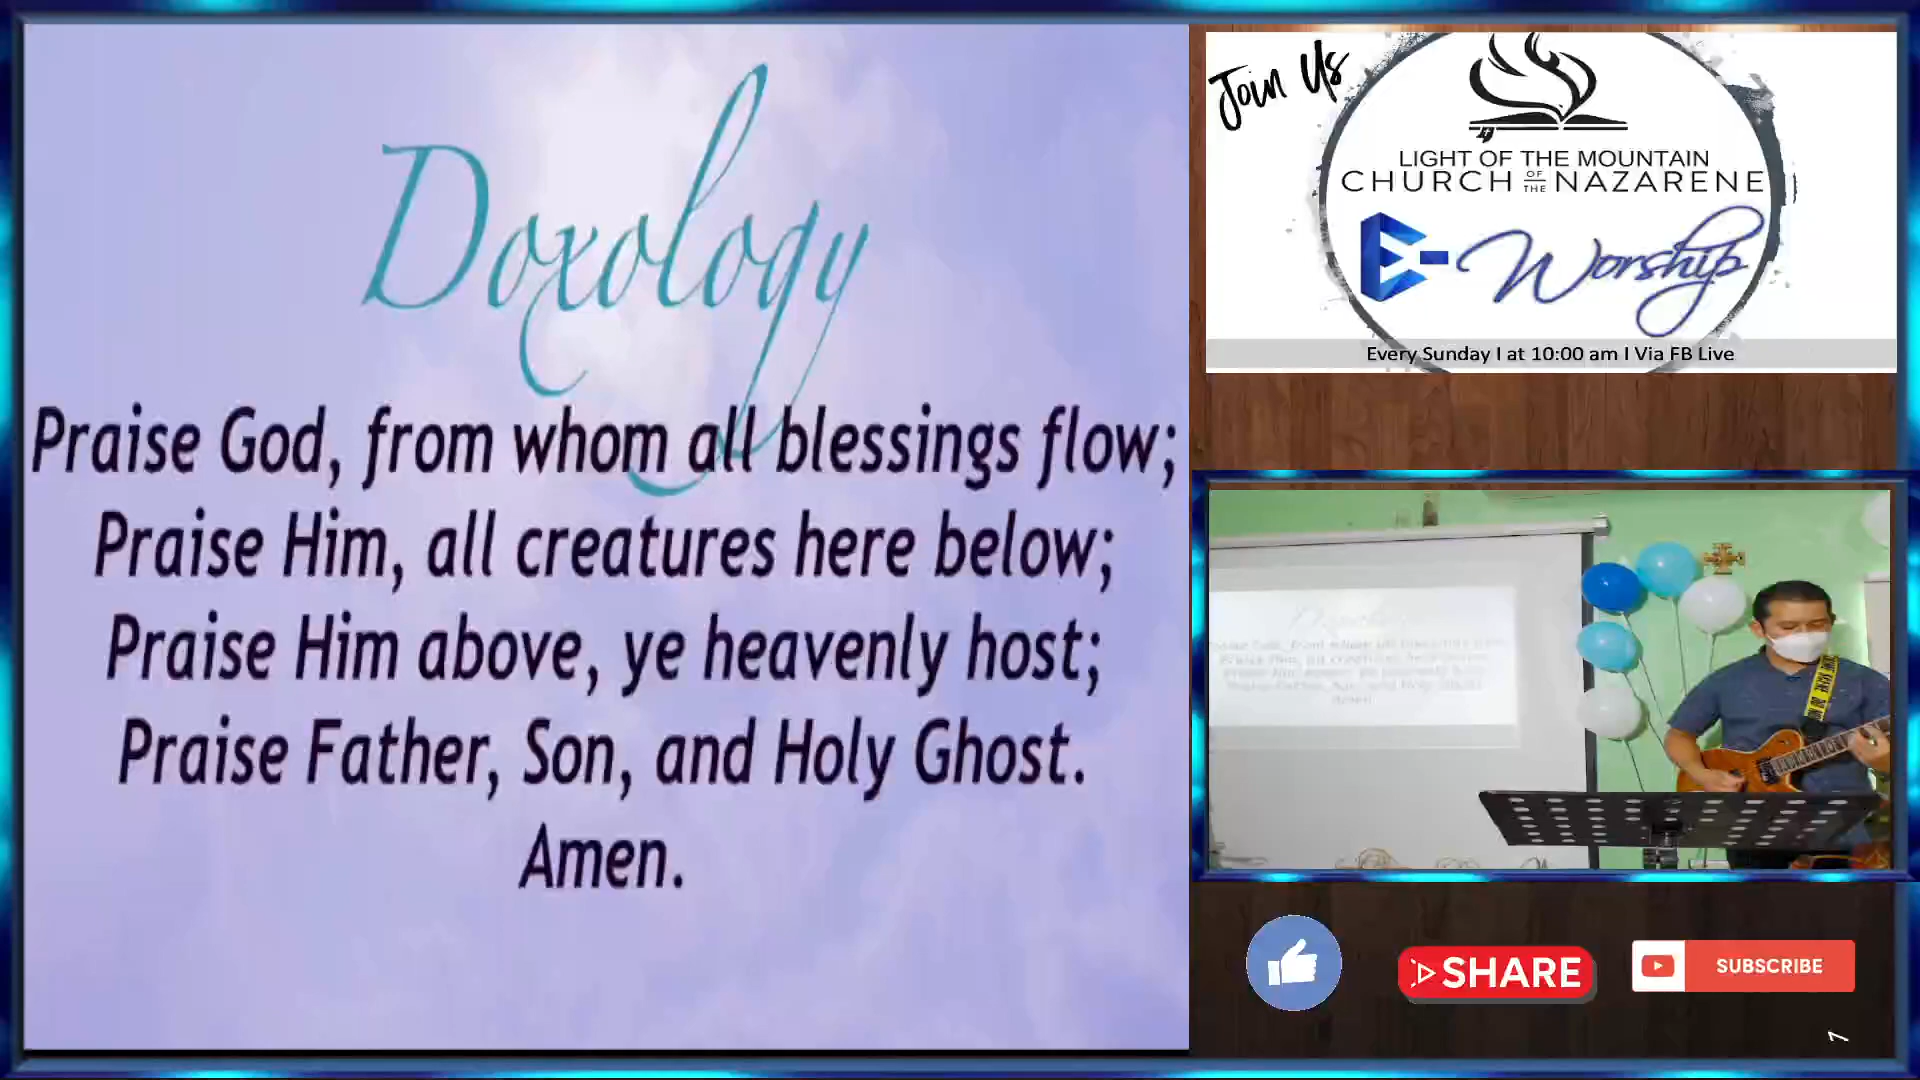 Doxology
Praise God, from whom all blessings flow;
Praise Him, all creatures here below;
Praise Him above, ye heavenly host;
Praise Father, Son, and Holy Ghost.
Amen.
Join Us
LIGHT OF THE MOUNTAIN
CHURCH OF THE NAZARENE
E-Worship
Every Sunday I at 10:00 am I Via FB Live
SHARE
SUBSCRIBE